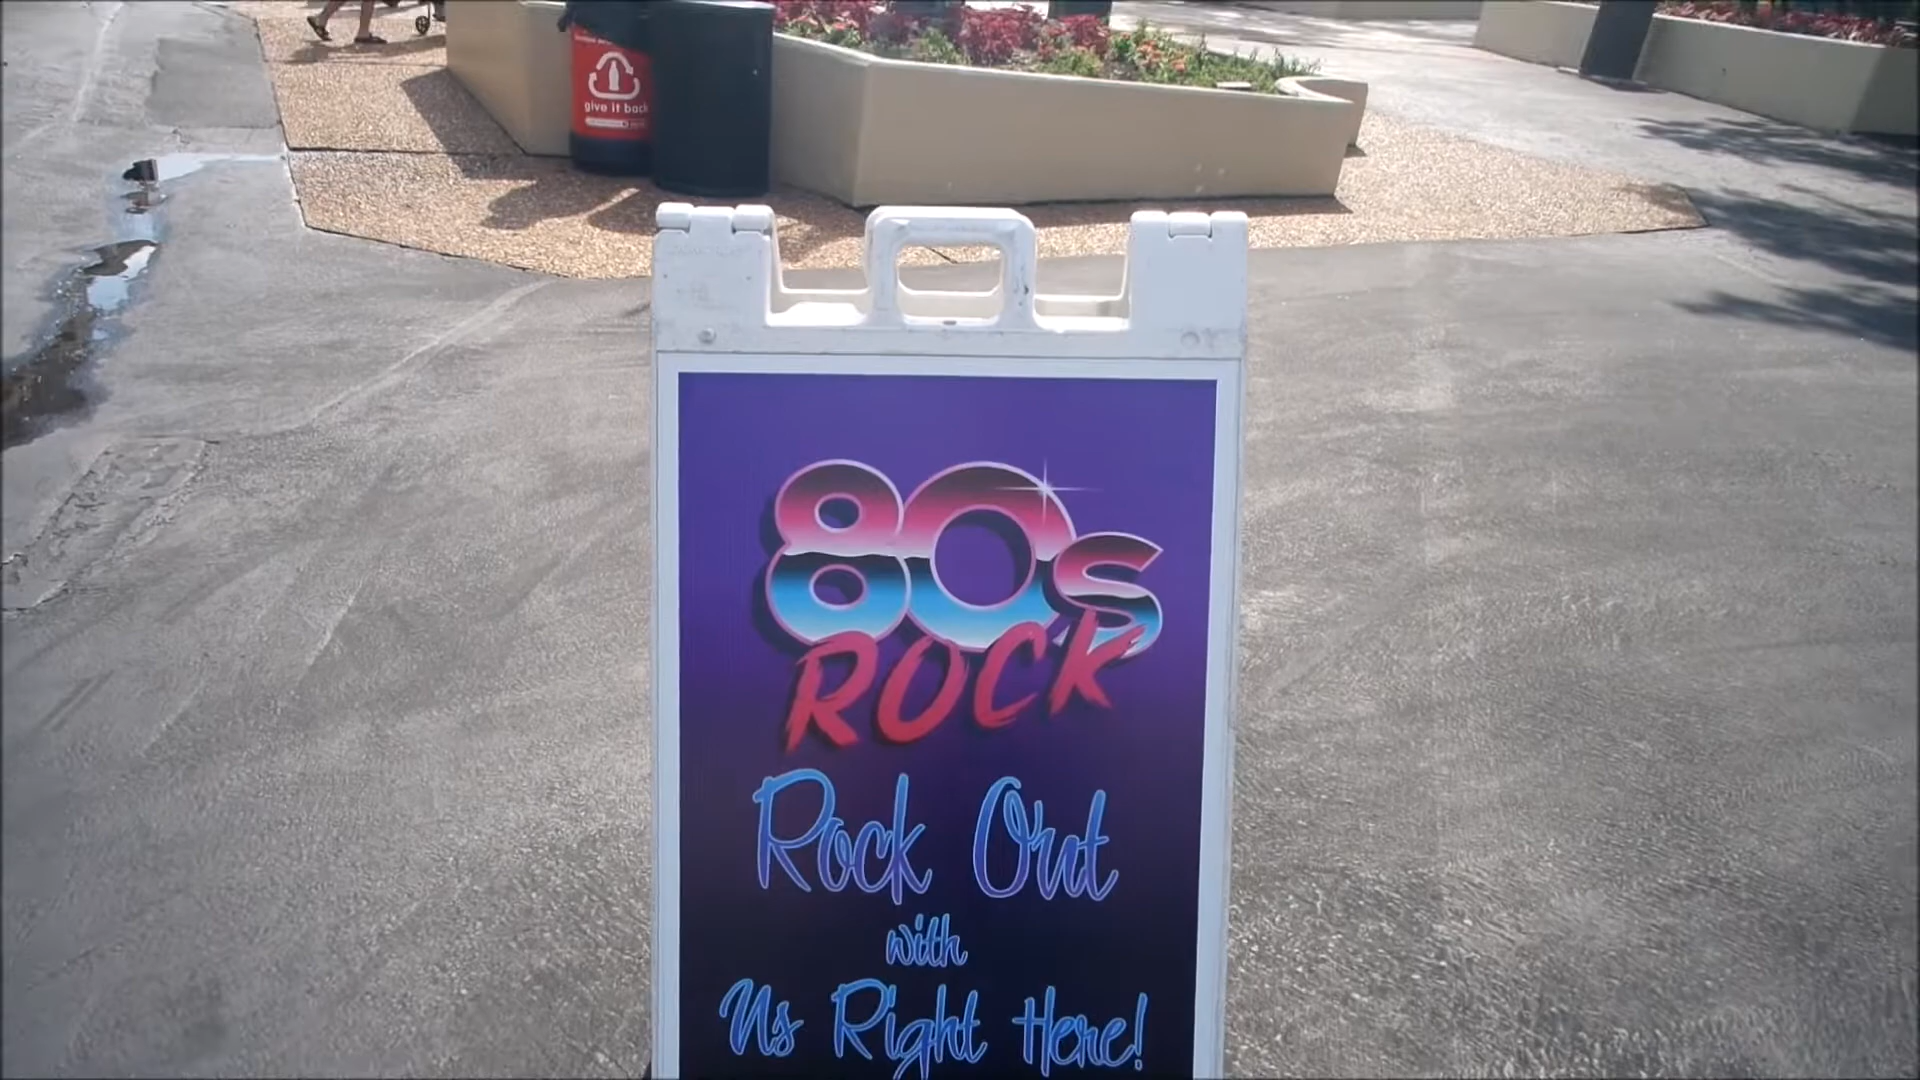 give it back
80s
ROCK
Rock Out
with
Us Right Here!